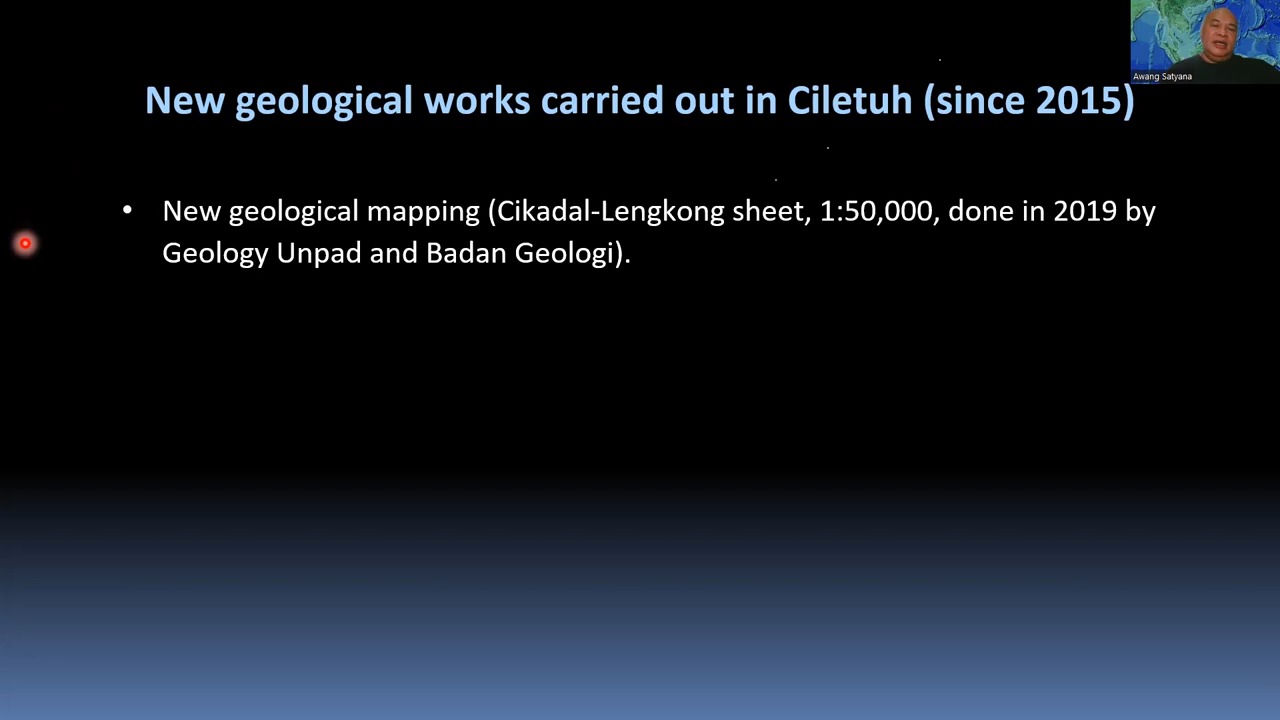 Awang Satyana
New geological works carried out in Ciletuh (since 2015)
• New geological mapping (Cikadal-Lengkong sheet, 1:50,000, done in 2019 by
Geology Unpad and Badan Geologi).